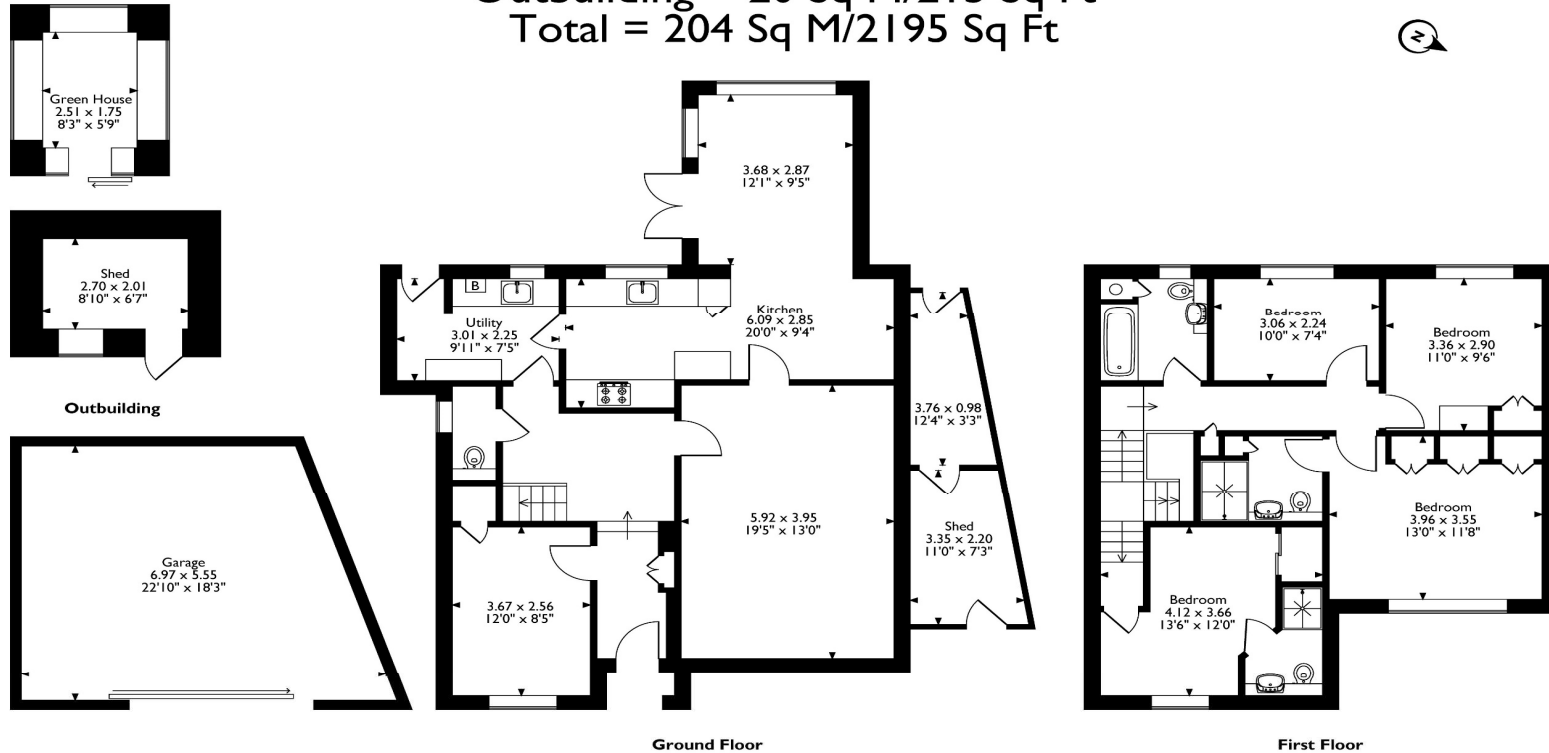 Total = 204 Sq M/2195 Sq Ft
N
Green House
2.51 x 1.75
8'3" x 5'9"
Shed
2.70 x 2.01
8'10" x 6'7"
Outbuilding
Garage
6.97 x 5.55
22'10" x 18'3"
3.68 x 2.87
12'1" x 9'5"
B
Utility
3.01 x 2.25
9'11" x 7'5"
Kitchen
6.09 x 2.85
20'0" x 9'4"
3.76 x 0.98
12'4" x 3'3"
5.92 x 3.95
19'5" x 13'0"
Shed
3.35 x 2.20
11'0" x 7'3"
3.67 x 2.56
12'0" x 8'5"
Ground Floor
Bedroom
3.06 x 2.24
10'0" x 7'4"
Bedroom
3.36 x 2.90
11'0" x 9'6"
Bedroom
3.96 x 3.55
13'0" x 11'8"
Bedroom
4.12 x 3.66
13'6" x 12'0"
First Floor